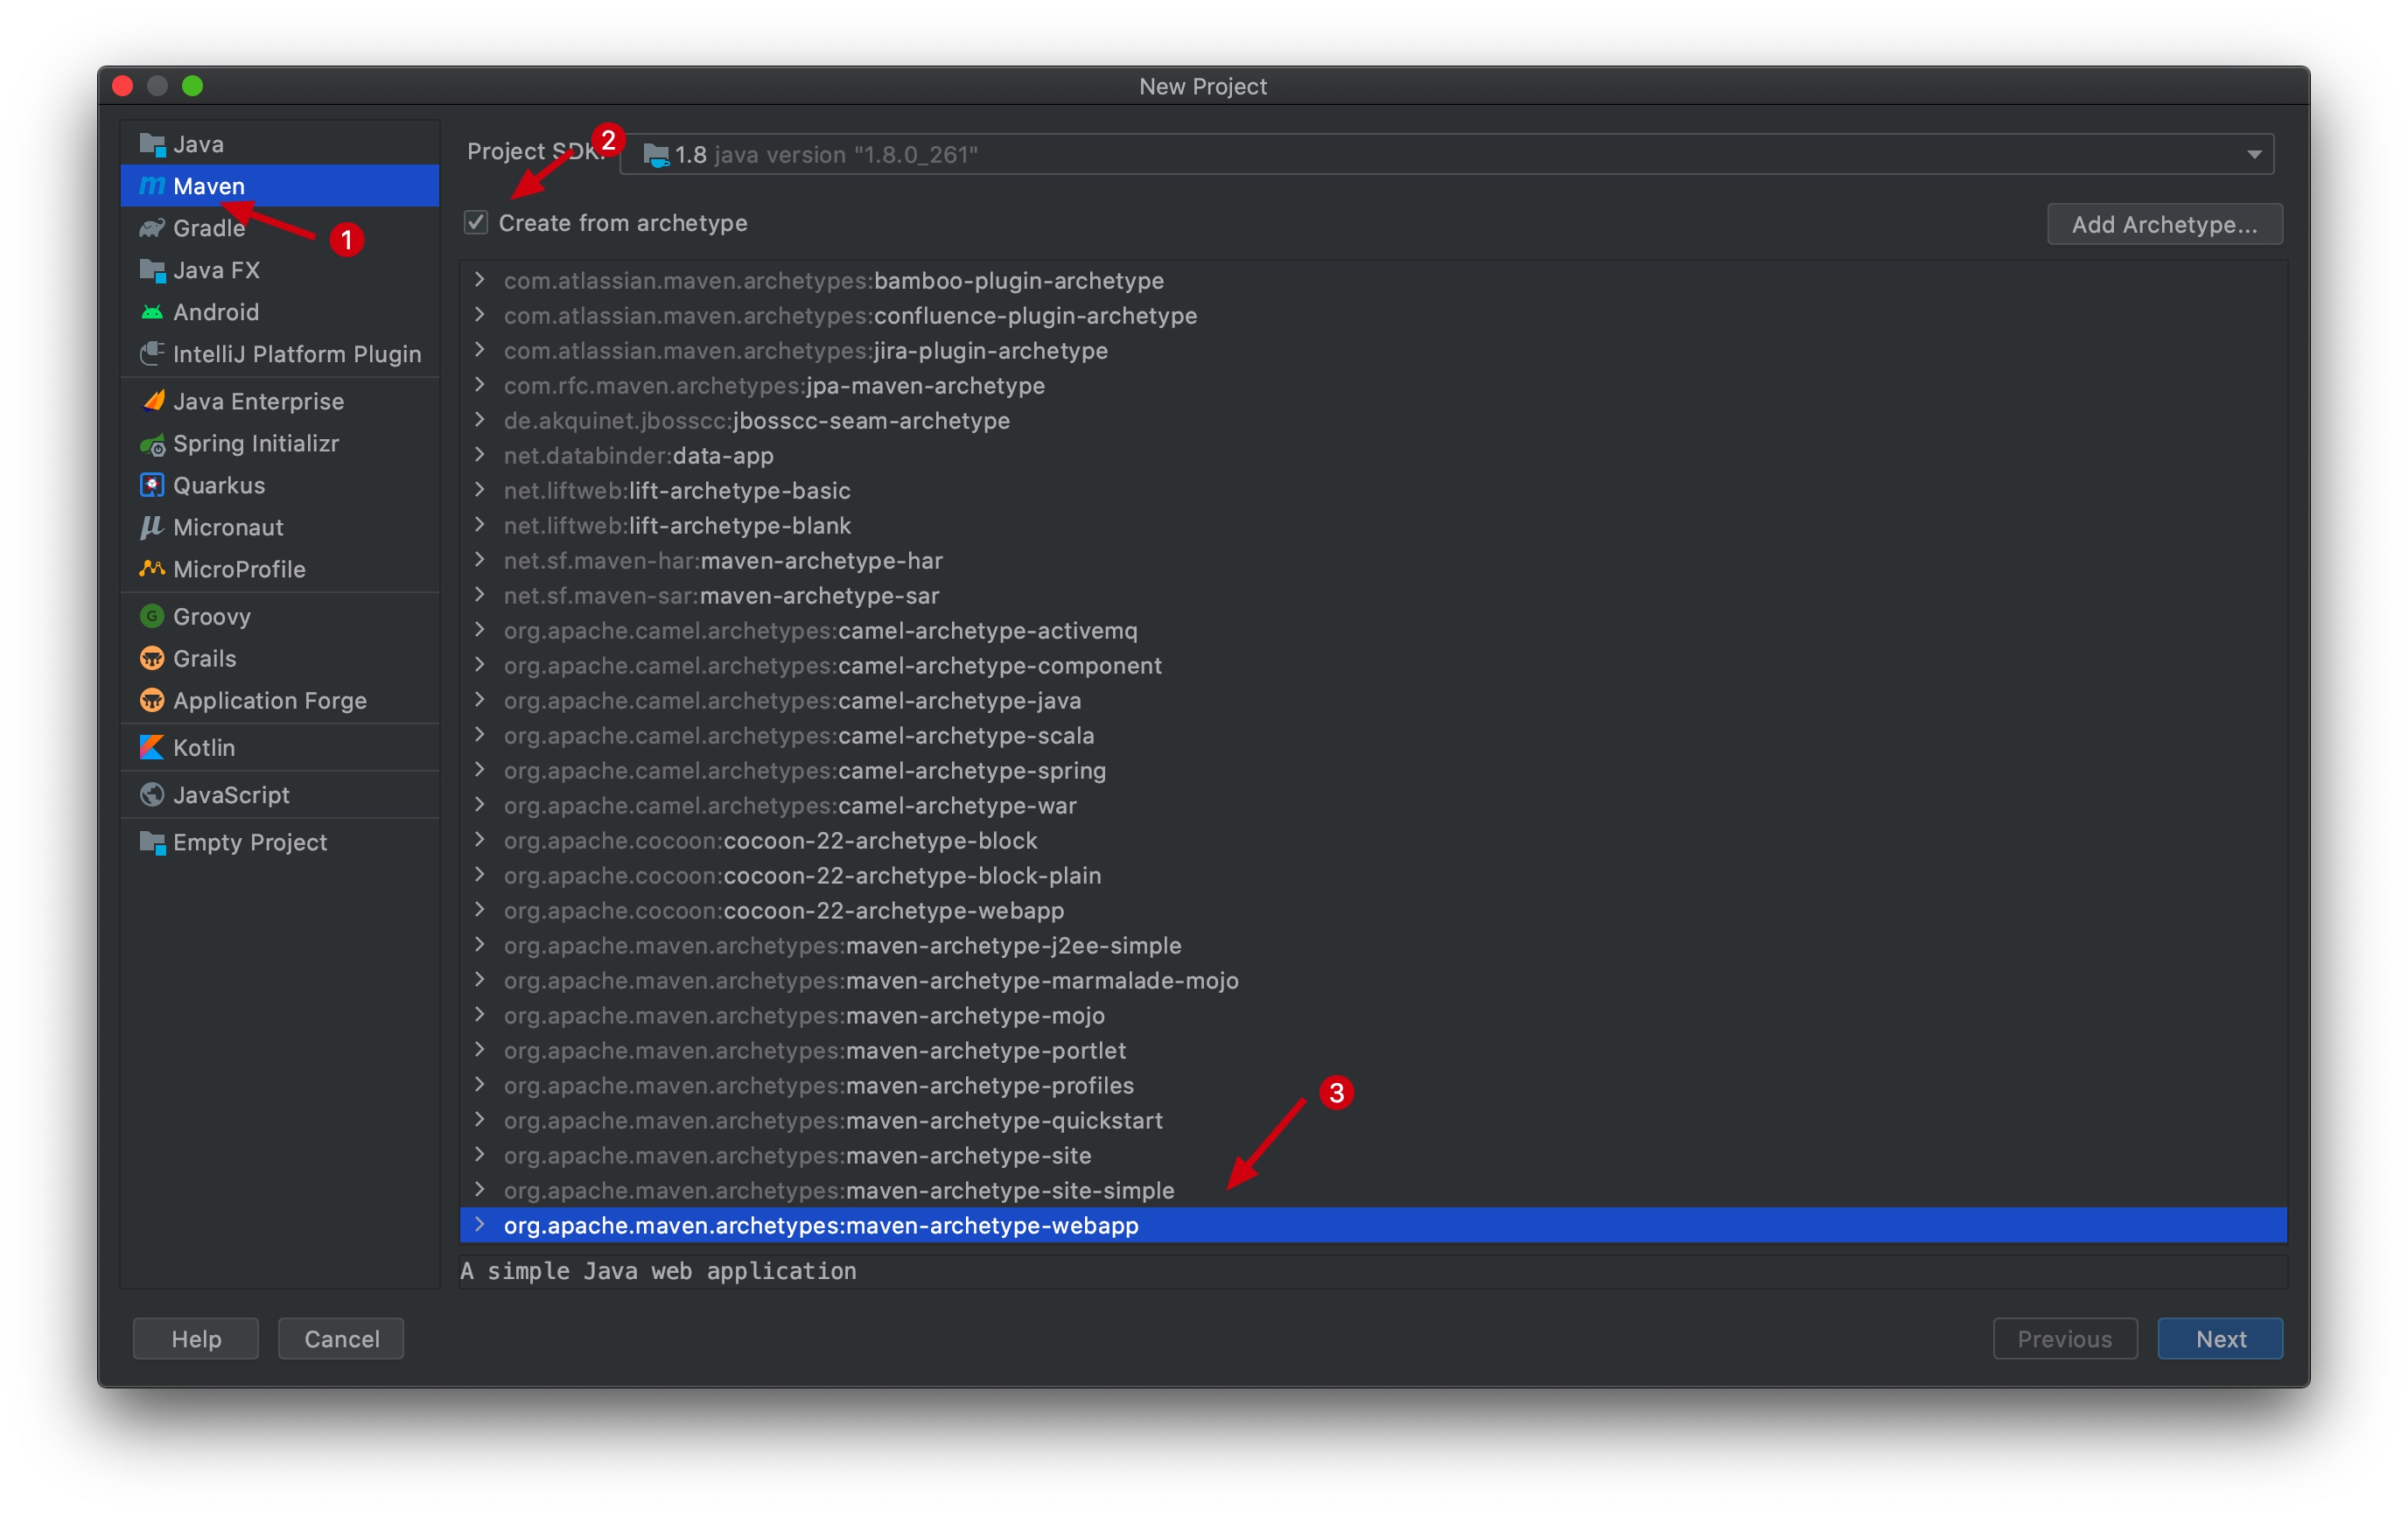 New Project
Java
Maven
Gradle
Java FX
Android
IntelliJ Platform Plugin
Java Enterprise
Spring Initializr
Quarkus
Micronaut
MicroProfile
Groovy
Grails
Application Forge
Kotlin
JavaScript
Empty Project
1
2
Project SDK: 1.8 java version "1.8.0_261"
Create from archetype
Add Archetype...
com.atlassian.maven.archetypes:bamboo-plugin-archetype
com.atlassian.maven.archetypes:confluence-plugin-archetype
com.atlassian.maven.archetypes:jira-plugin-archetype
com.rfc.maven.archetypes:jpa-maven-archetype
de.akquinet.jbosscc:jbosscc-seam-archetype
net.databinder:data-app
net.liftweb:lift-archetype-basic
net.liftweb:lift-archetype-blank
net.sf.maven-har:maven-archetype-har
net.sf.maven-sar:maven-archetype-sar
org.apache.camel.archetypes:camel-archetype-activemq
org.apache.camel.archetypes:camel-archetype-component
org.apache.camel.archetypes:camel-archetype-java
org.apache.camel.archetypes:camel-archetype-scala
org.apache.camel.archetypes:camel-archetype-spring
org.apache.camel.archetypes:camel-archetype-war
org.apache.cocoon:cocoon-22-archetype-block
org.apache.cocoon:cocoon-22-archetype-block-plain
org.apache.cocoon:cocoon-22-archetype-webapp
org.apache.maven.archetypes:maven-archetype-j2ee-simple
org.apache.maven.archetypes:maven-archetype-marmalade-mojo
org.apache.maven.archetypes:maven-archetype-mojo
org.apache.maven.archetypes:maven-archetype-portlet
org.apache.maven.archetypes:maven-archetype-profiles
org.apache.maven.archetypes:maven-archetype-quickstart
org.apache.maven.archetypes:maven-archetype-site
org.apache.maven.archetypes:maven-archetype-site-simple
org.apache.maven.archetypes:maven-archetype-webapp
3
A simple Java web application
Help
Cancel
Previous
Next